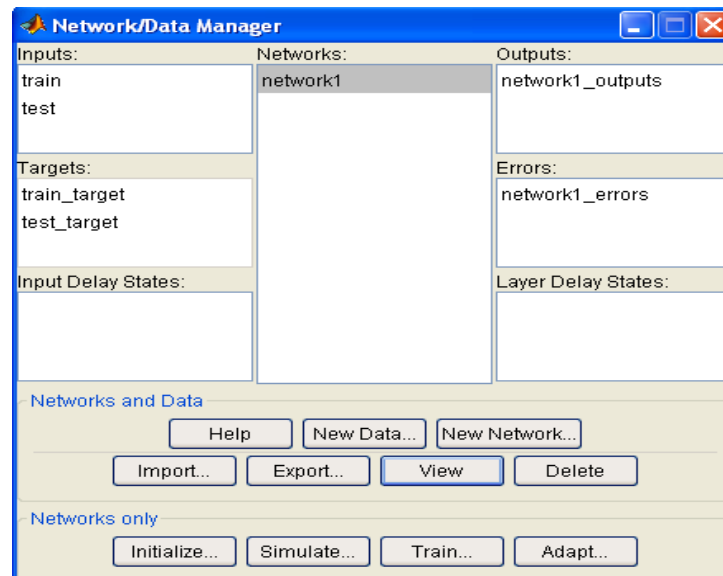 Network/Data Manager
Inputs:
train
test
Networks:
network1
Outputs:
network1_outputs
Targets:
train_target
test_target
Errors:
network1_errors
Input Delay States:
Layer Delay States:
Networks and Data
Help New Data... New Network...
Import... Export... View Delete
Networks only
Initialize... Simulate... Train... Adapt...